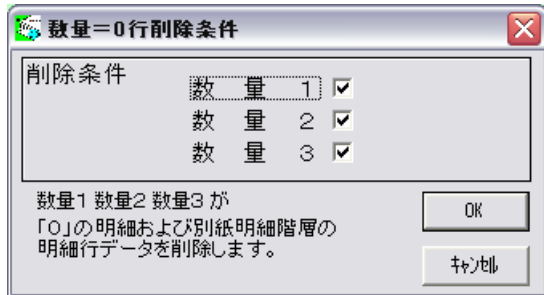 数量＝0行削除条件
削除条件
数 量 1
数 量 2
数 量 3
数量1 数量2 数量3 が
「0」の明細および別紙明細階層の
明細行データを削除します。
OK
ｷｬﾝｾﾙ